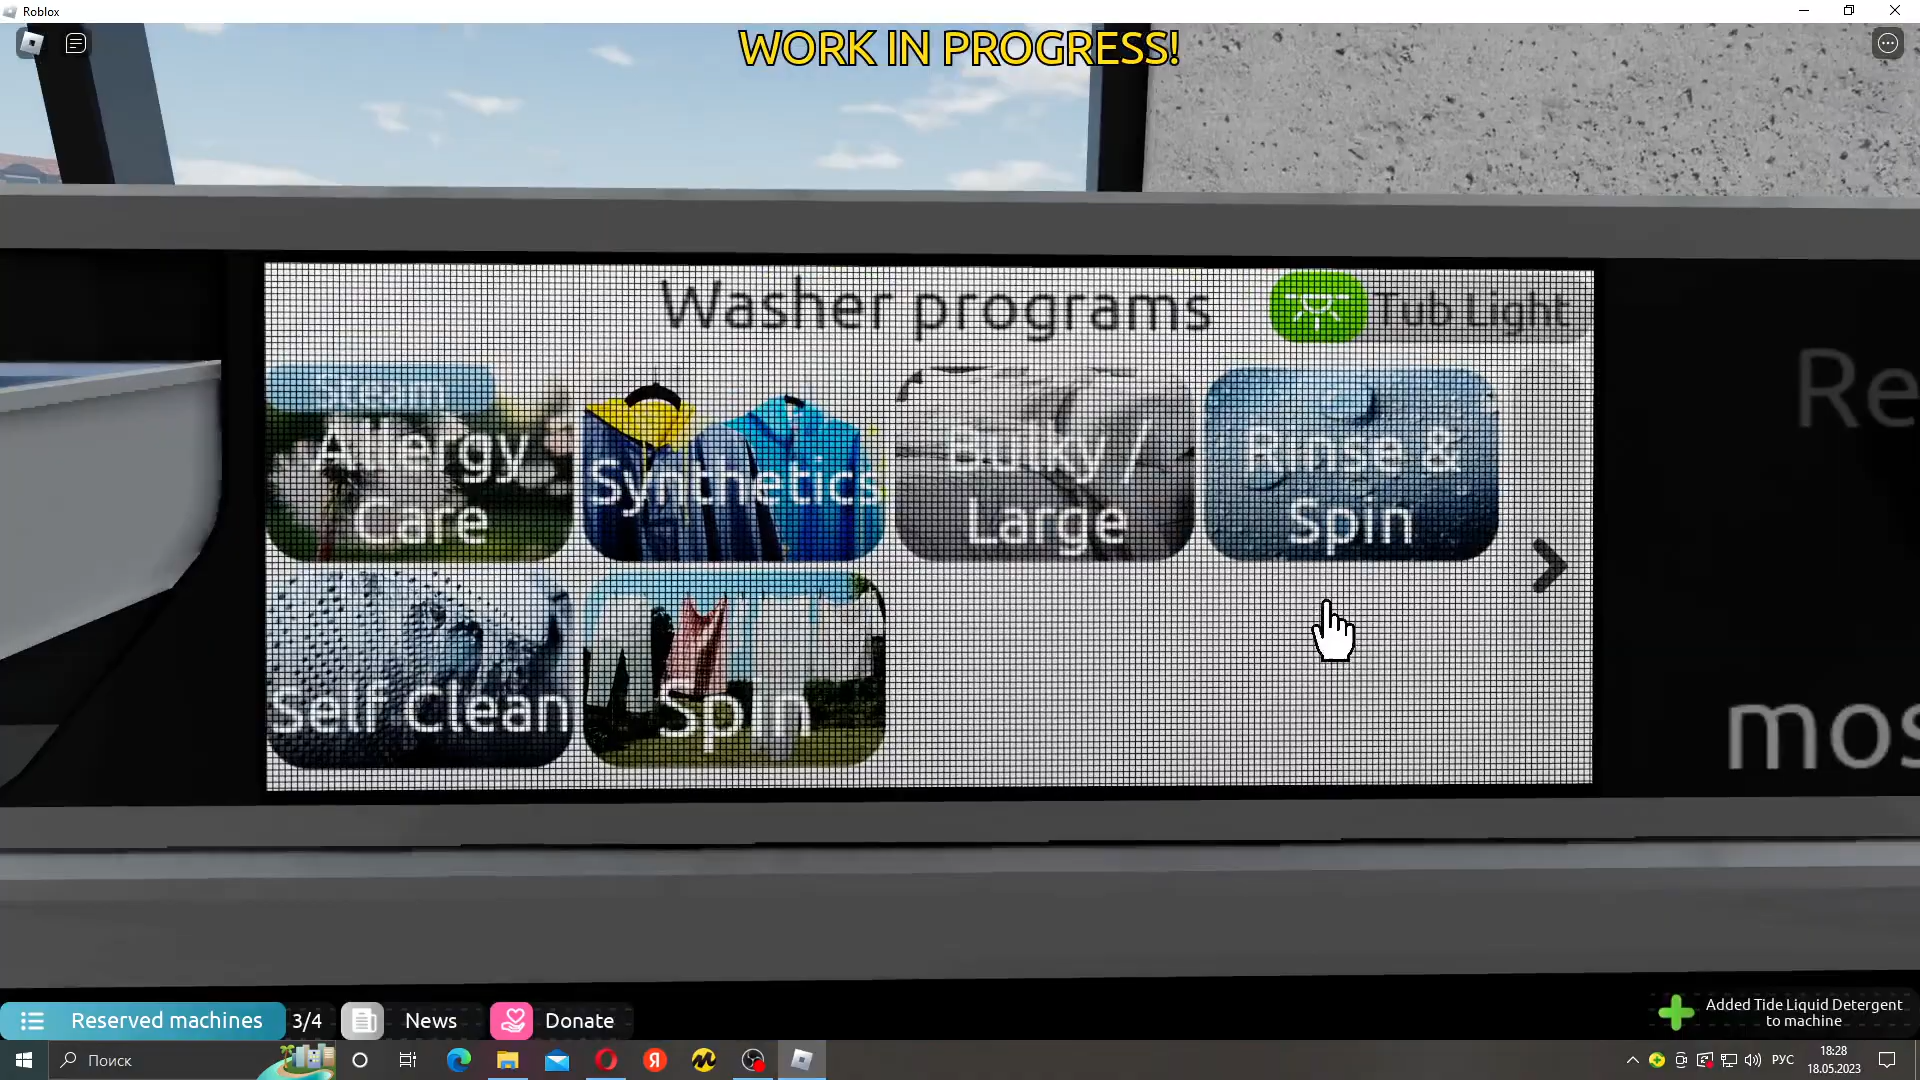 Roblox
WORK IN PROGRESS!
Washer programs
Tub Light
Steam
Allergy
Care
Synthetics
Bulky /
Large
Rinse &
Spin
Self Clean
Spin
Re
mos
Reserved machines 3/4
News
Donate
Added Tide Liquid Detergent
to machine
Поиск
РУС
18:28
18.05.2023